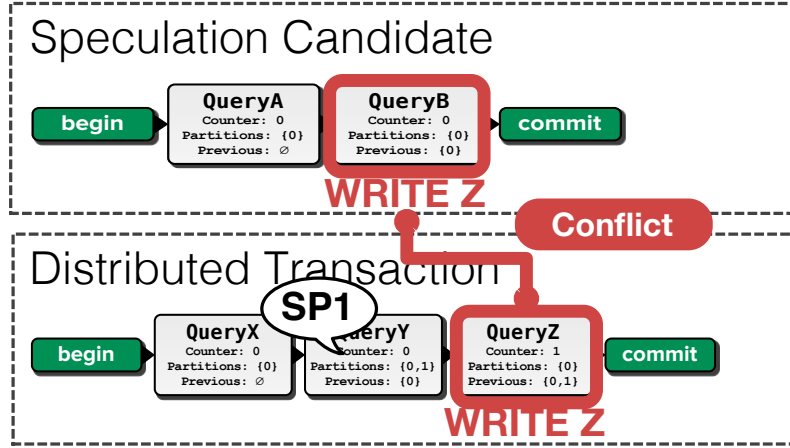 Speculation Candidate
begin
QueryA
Counter: 0
Partitions: {0}
Previous: ∅
QueryB
Counter: 0
Partitions: {0}
Previous: {0}
commit
WRITE Z
Conflict
Distributed Transaction
SP1
begin
QueryX
Counter: 0
Partitions: {0}
Previous: ∅
QueryY
Counter: 0
Partitions: {0,1}
Previous: {0}
QueryZ
Counter: 1
Partitions: {0}
Previous: {0,1}
commit
WRITE Z